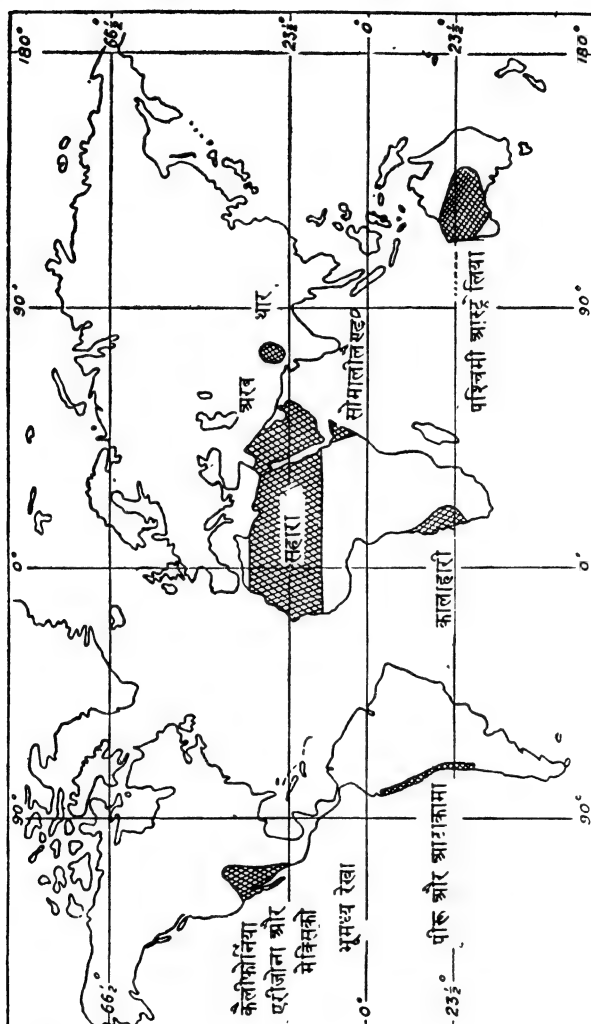 90° 0° 90° 180°
66½° 66½°
कैलीफोर्निया
एरीजोना और
मेक्सिको
अरब
थार
23½°
सहारा
भूमध्य रेखा
सोमालीलैण्ड
0° 0°
पीरू और आटाकामा
कालाहारी
23½° 23½°
पश्चिमी आस्ट्रेलिया
90° 0° 90° 180°